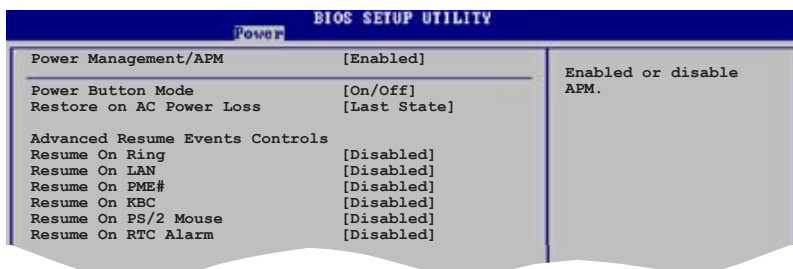 BIOS SETUP UTILITY
Power
Power Management/APM [Enabled]
Power Button Mode [On/Off]
Restore on AC Power Loss [Last State]
Advanced Resume Events Controls
Resume On Ring [Disabled]
Resume On LAN [Disabled]
Resume On PME# [Disabled]
Resume On KBC [Disabled]
Resume On PS/2 Mouse [Disabled]
Resume On RTC Alarm [Disabled]
Enabled or disable
APM.